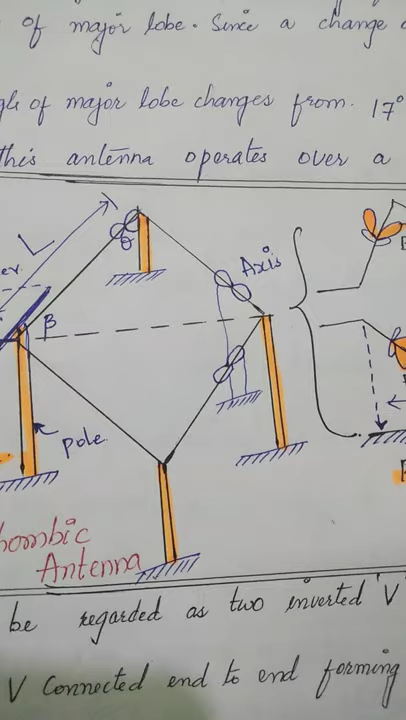 of major lobe. Since a change
of major lobe changes from. 17°
this antenna operates over a
L
θ
Axis
β
pole.
Antenna
be regarded as two inverted 'V'
V Connected end to end forming